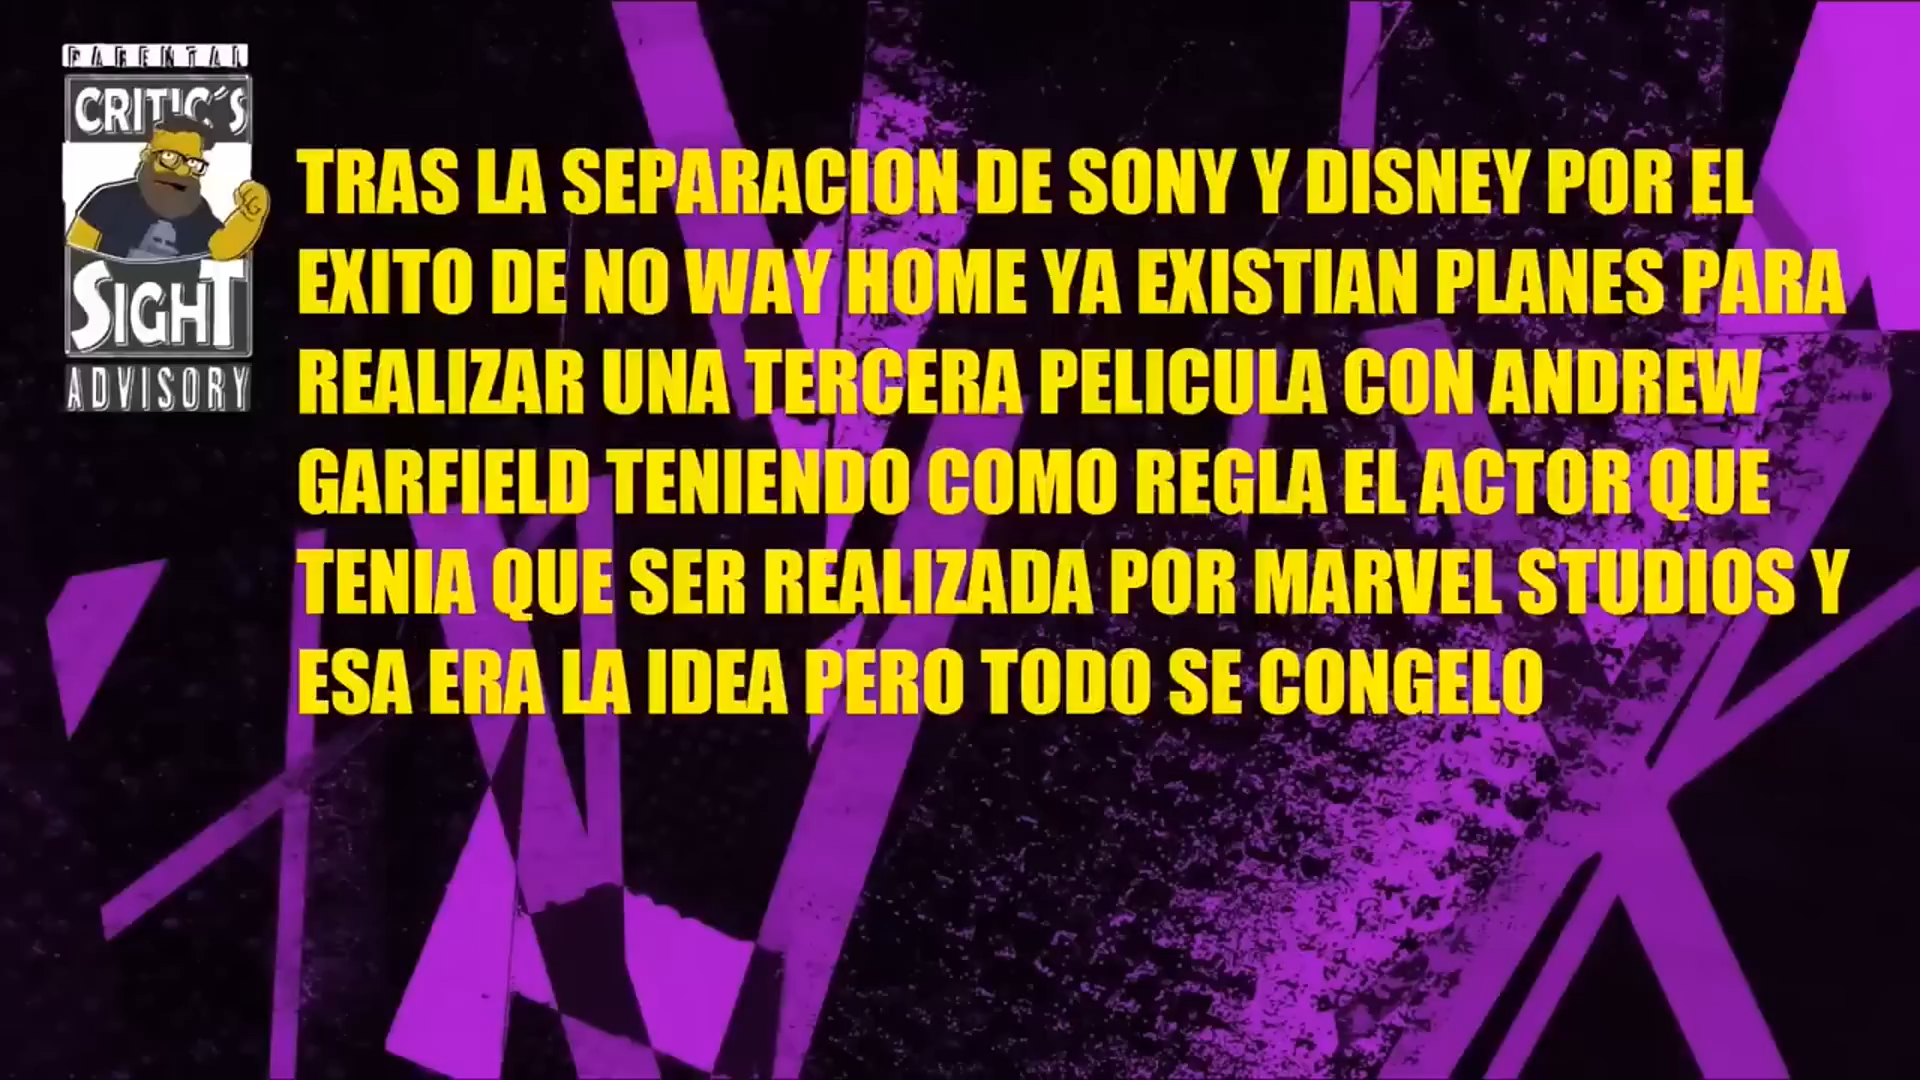 PARENTAL
CRITIC´S
SIGHT
ADVISORY
TRAS LA SEPARACION DE SONY Y DISNEY POR EL
EXITO DE NO WAY HOME YA EXISTIAN PLANES PARA
REALIZAR UNA TERCERA PELICULA CON ANDREW
GARFIELD TENIENDO COMO REGLA EL ACTOR QUE
TENIA QUE SER REALIZADA POR MARVEL STUDIOS Y
ESA ERA LA IDEA PERO TODO SE CONGELO